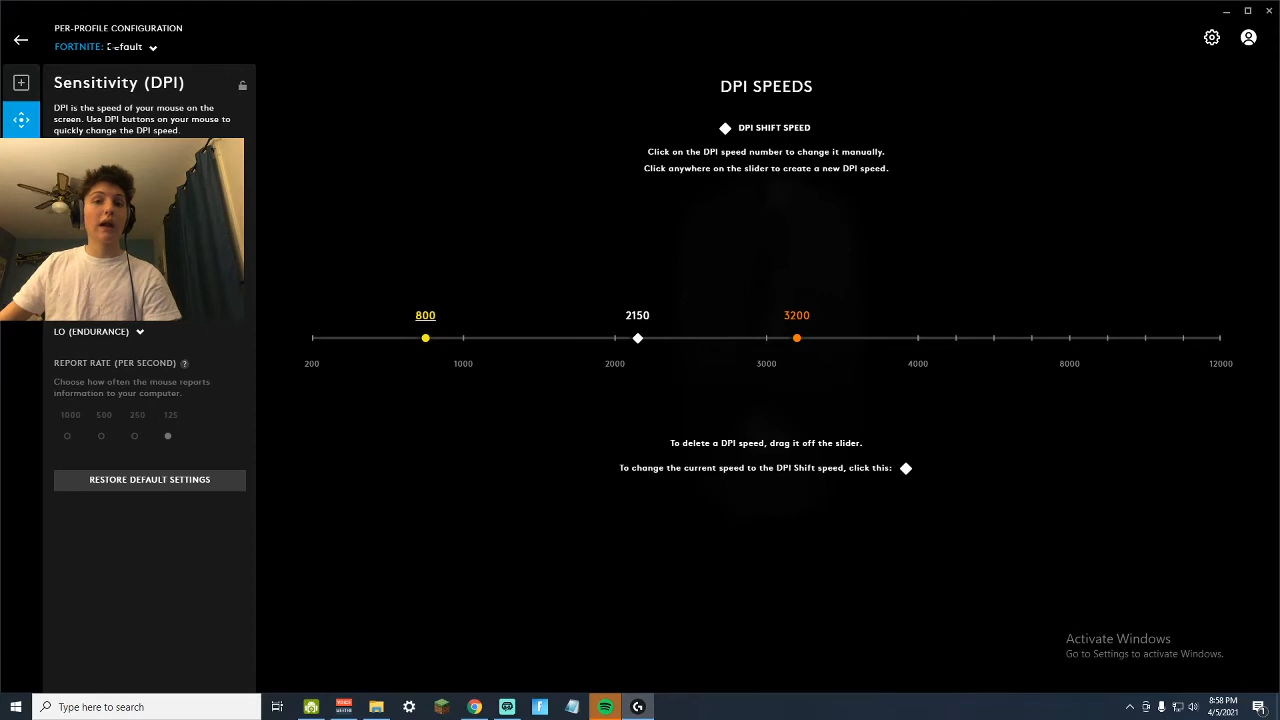 PER-PROFILE CONFIGURATION
FORTNITE:
Sensitivity (DPI)
DPI is the speed of your mouse on the
screen. Use DPI buttons on your mouse to
quickly change the DPI speed.
LO (ENDURANCE)
REPORT RATE (PER SECOND) ?
Choose how often the mouse reports
information to your computer.
1000 500 250 125
RESTORE DEFAULT SETTINGS
DPI SPEEDS
DPI SHIFT SPEED
Click on the DPI speed number to change it manually.
Click anywhere on the slider to create a new DPI speed.
800 2150 3200
200 1000 2000 3000 4000 8000 12000
To delete a DPI speed, drag it off the slider.
To change the current speed to the DPI Shift speed, click this:
Activate Windows
Go to Settings to activate Windows.
Type here to search
8:58 PM
4/5/2021